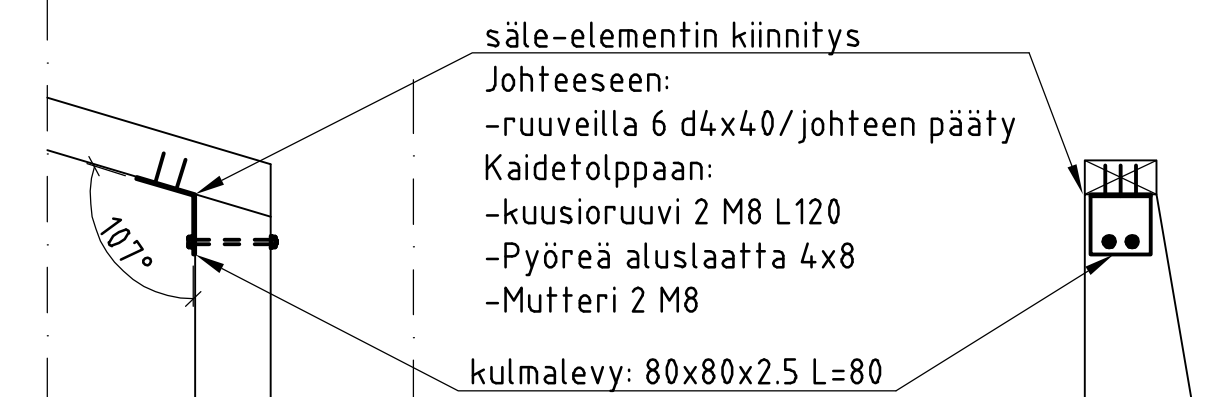 säle-elementin kiinnitys
Johteeseen:
-ruuveilla 6 d4x40/johteen pääty
Kaidetolppaan:
-kuusioruuvi 2 M8 L120
-Pyöreä aluslaatta 4x8
-Mutteri 2 M8
107°
kulmalevy: 80x80x2.5 L=80